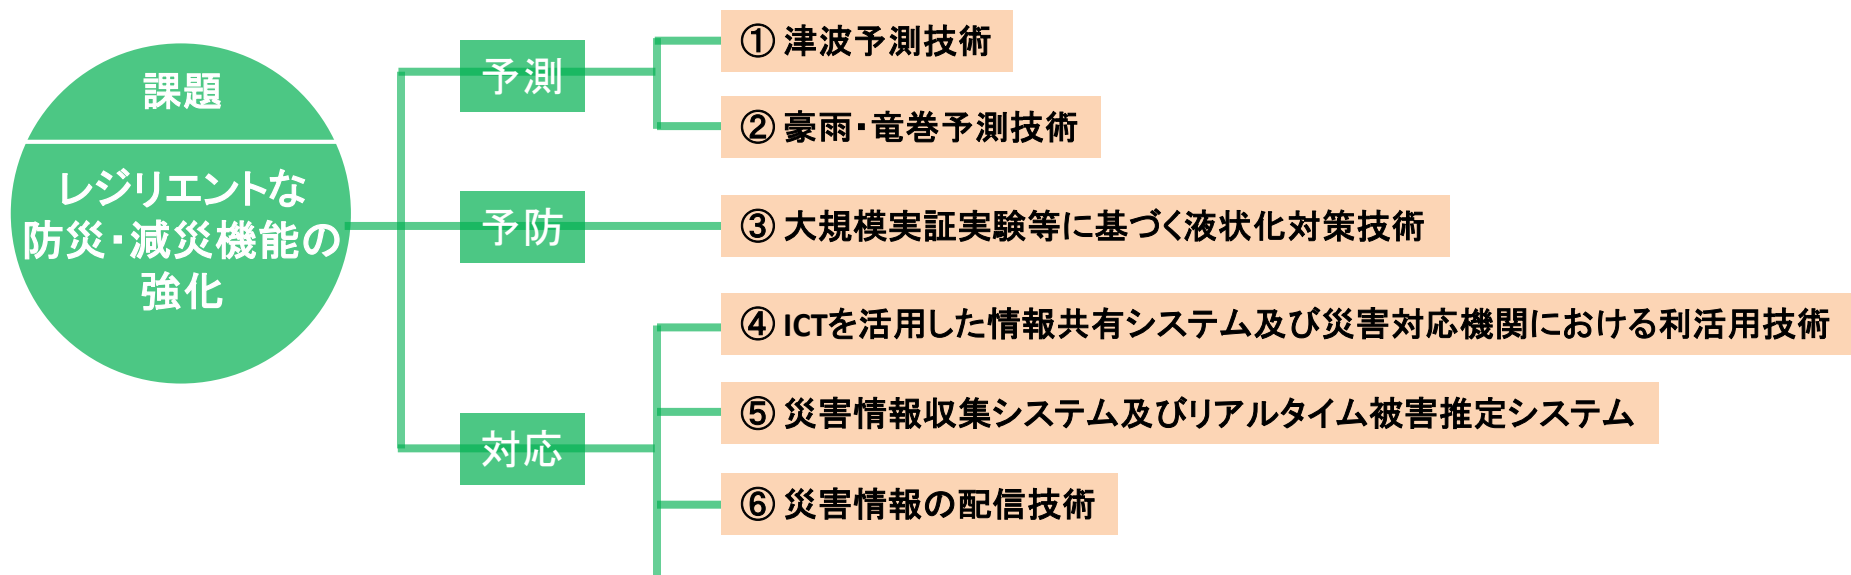 課題
レジリエントな
防災・減災機能の
強化
予測
① 津波予測技術
② 豪雨・竜巻予測技術
予防
③ 大規模実証実験等に基づく液状化対策技術
対応
④ ICTを活用した情報共有システム及び災害対応機関における利活用技術
⑤ 災害情報収集システム及びリアルタイム被害推定システム
⑥ 災害情報の配信技術